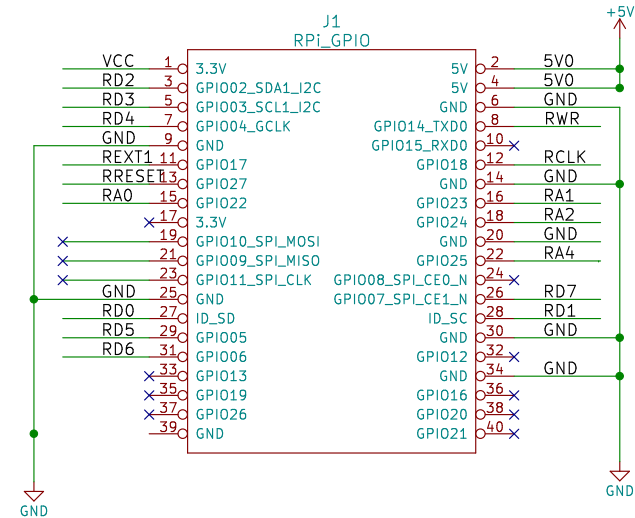 +5V
J1
RPi_GPIO
VCC 1 3.3V 5V 2 5V0
RD2 3 GPIO02_SDA1_I2C 5V 4 5V0
RD3 5 GPIO03_SCL1_I2C GND 6 GND
RD4 7 GPIO04_GCLK GPIO14_TXD0 8 RWR
GND 9 GND GPIO15_RXD0 10
REXT1 11 GPIO17 GPIO18 12 RCLK
RRESET 13 GPIO27 GND 14 GND
RA0 15 GPIO22 GPIO23 16 RA1
17 3.3V GPIO24 18 RA2
19 GPIO10_SPI_MOSI GND 20 GND
21 GPIO09_SPI_MISO GPIO25 22 RA4
23 GPIO11_SPI_CLK GPIO08_SPI_CE0_N 24
GND 25 GND GPIO07_SPI_CE1_N 26 RD7
RD0 27 ID_SD ID_SC 28 RD1
RD5 29 GPIO05 GND 30 GND
RD6 31 GPIO06 GPIO12 32
33 GPIO13 GND 34 GND
35 GPIO19 GPIO16 36
37 GPIO26 GPIO20 38
39 GND GPIO21 40
GND
GND